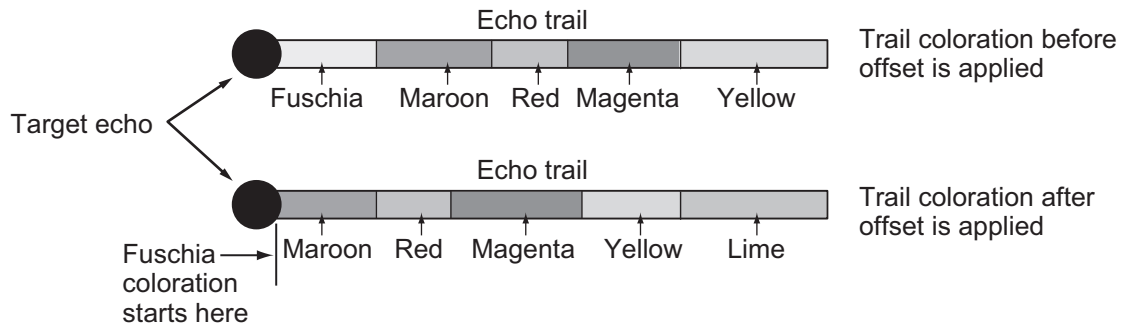 Echo trail
Trail coloration before
offset is applied
Fuschia Maroon Red Magenta Yellow
Target echo
Echo trail
Trail coloration after
offset is applied
Maroon Red Magenta Yellow Lime
Fuschia
coloration
starts here